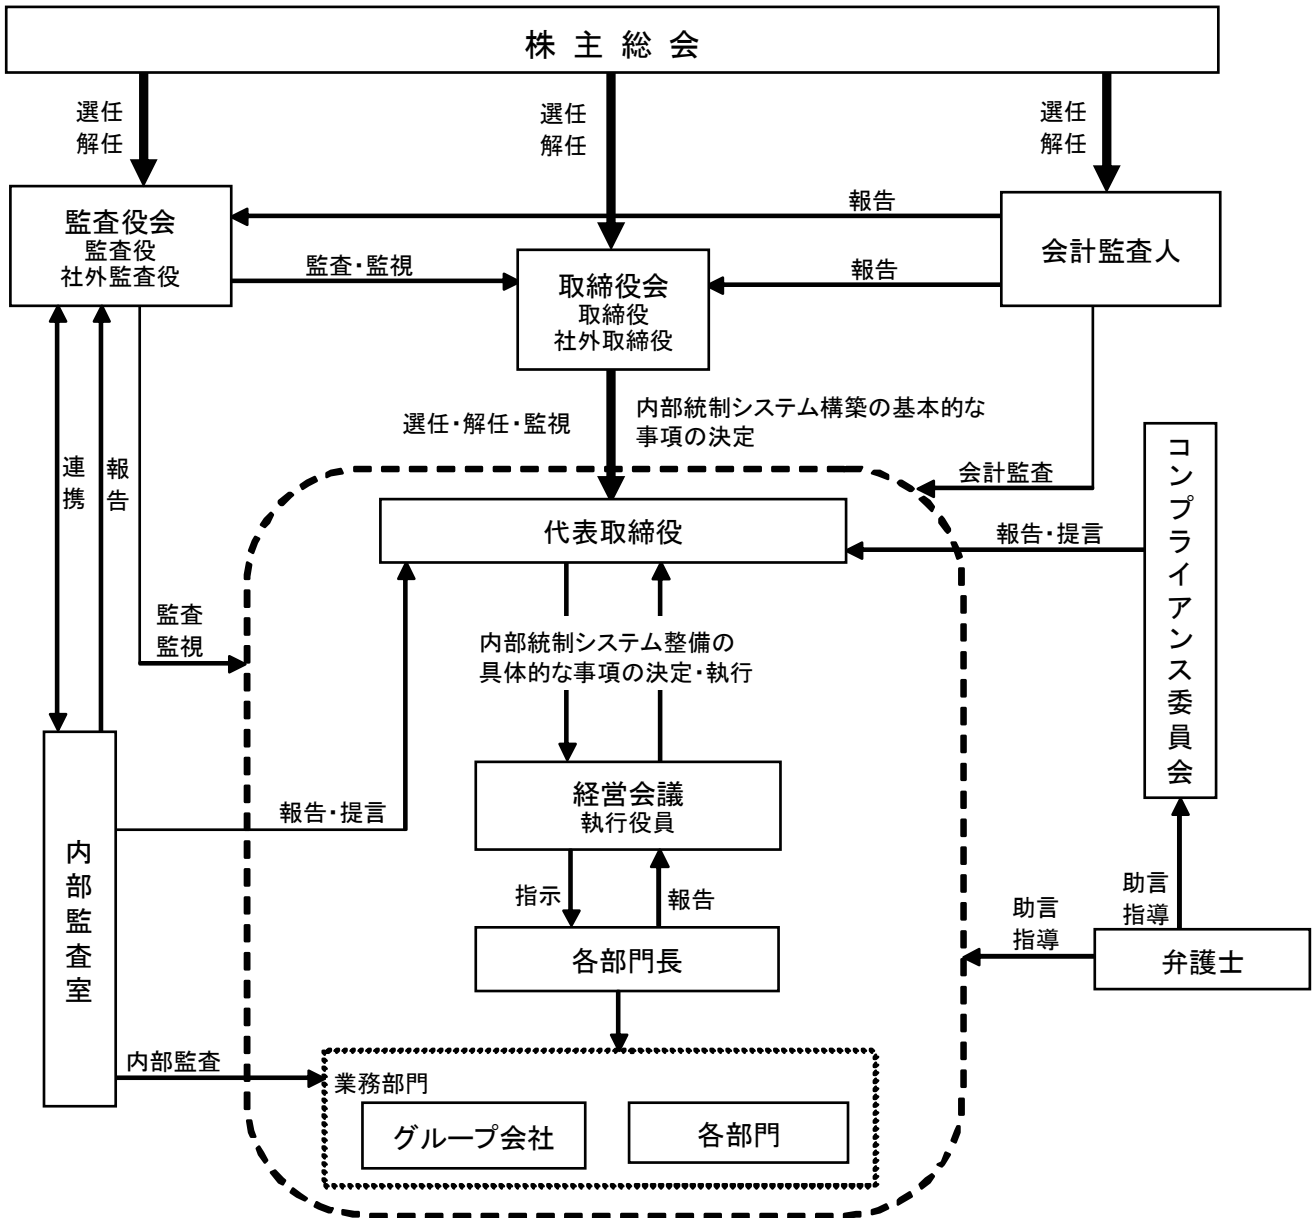 株主総会
選任
解任
選任
解任
選任
解任
監査役会
監査役
社外監査役
報告
会計監査人
監査・監視
取締役会
取締役
社外取締役
報告
選任・解任・監視
内部統制システム構築の基本的な
事項の決定
連携
報告
会計監査
コンプライアンス委員会
代表取締役
報告・提言
監査
監視
内部統制システム整備の
具体的な事項の決定・執行
経営会議
執行役員
報告・提言
内部監査室
指示
報告
助言
指導
助言
指導
各部門長
弁護士
内部監査
業務部門
グループ会社
各部門